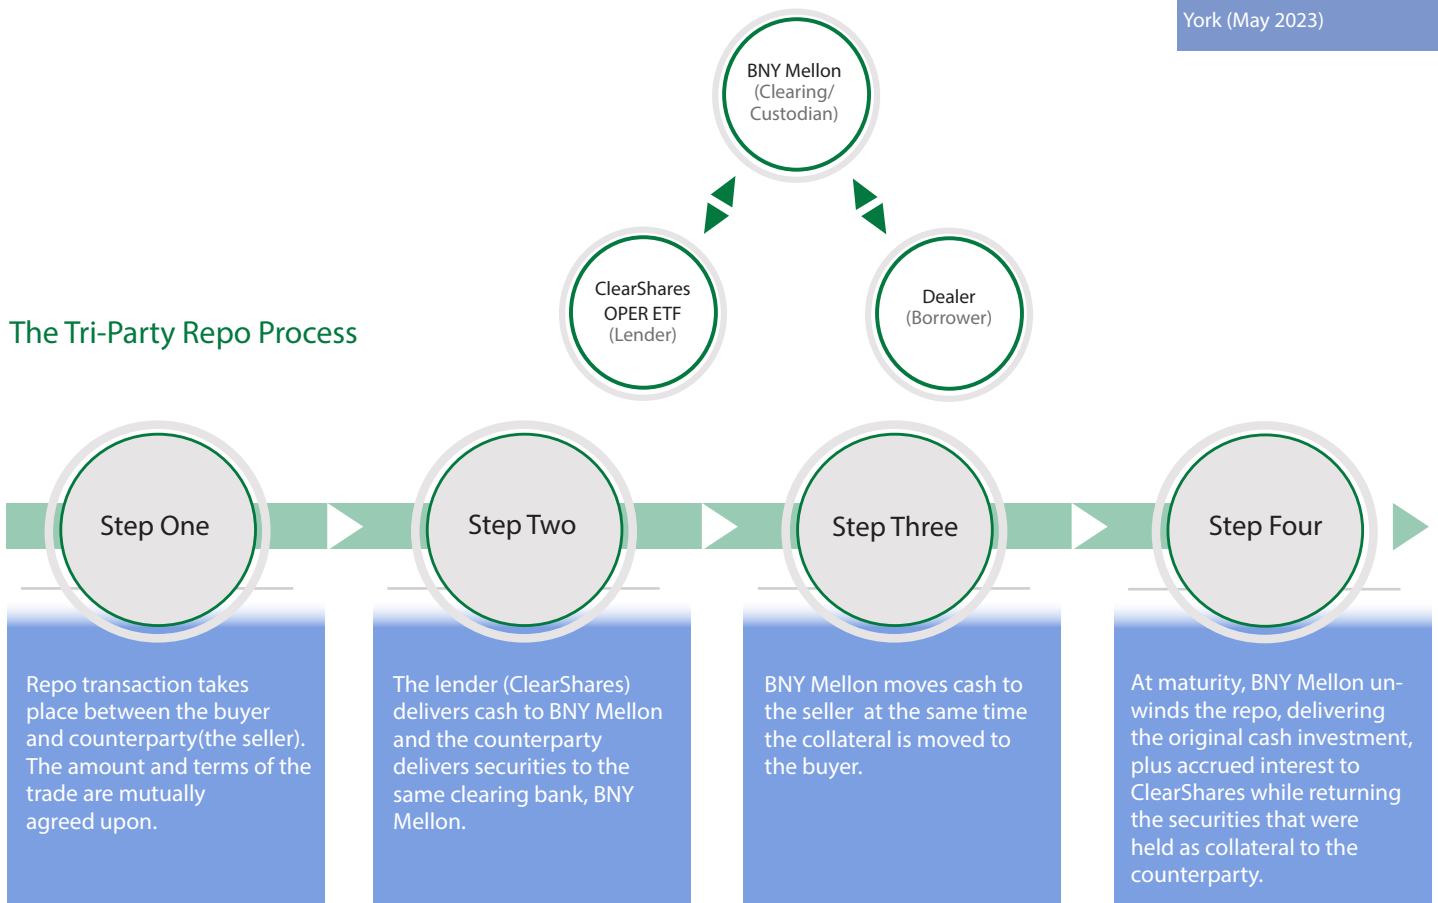 York (May 2023)
BNY Mellon
(Clearing/
Custodian)
ClearShares
OPER ETF
(Lender)
Dealer
(Borrower)
The Tri-Party Repo Process
Step One
Step Two
Step Three
Step Four
Repo transaction takes
place between the buyer
and counterparty(the seller).
The amount and terms of the
trade are mutually
agreed upon.
The lender (ClearShares)
delivers cash to BNY Mellon
and the counterparty
delivers securities to the
same clearing bank, BNY
Mellon.
BNY Mellon moves cash to
the seller  at the same time
the collateral is moved to
the buyer.
At maturity, BNY Mellon un-
winds the repo, delivering
the original cash investment,
plus accrued interest to
ClearShares while returning
the securities that were
held as collateral to the
counterparty.